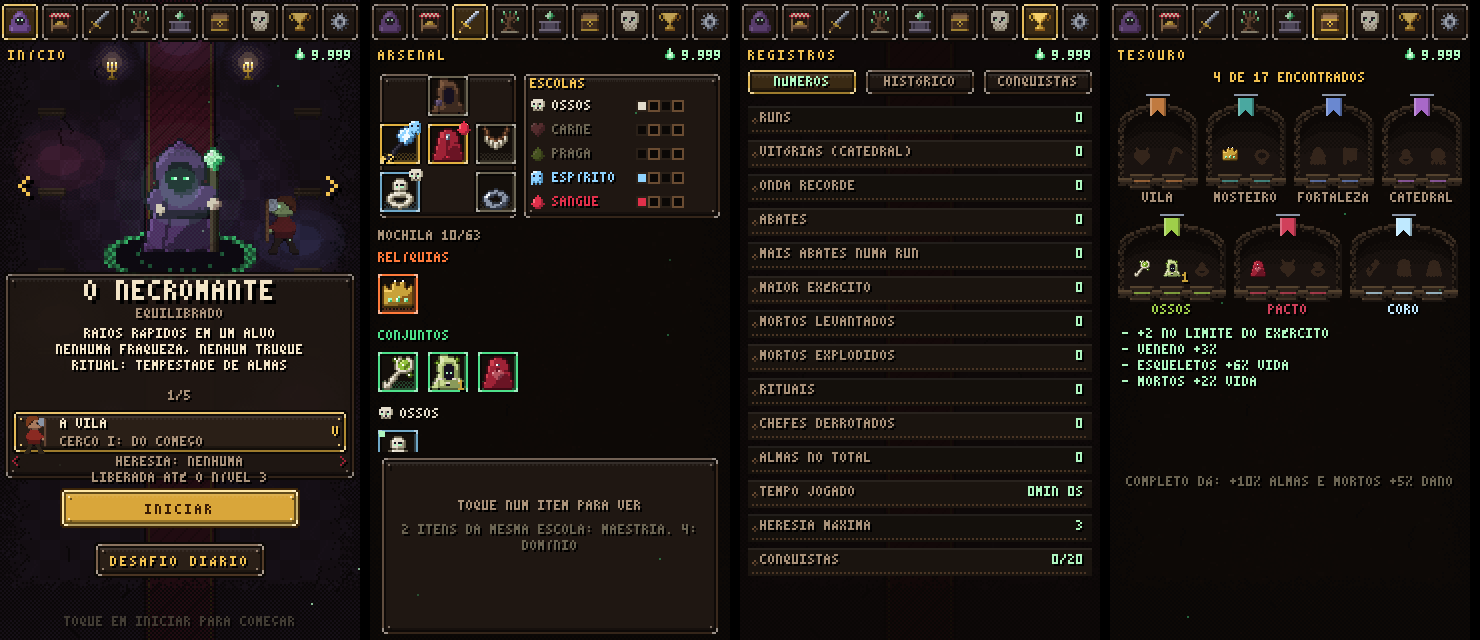 INÍCIO
9.999
O NECROMANTE
EQUILIBRADO
RAIOS RÁPIDOS EM UM ALVO
NENHUMA FRAQUEZA, NENHUM TRUQUE
RITUAL: TEMPESTADE DE ALMAS
1/5
A VILA
CERCO I: DO COMEÇO
V
HERESIA: NENHUMA
LIBERADA ATÉ O NÍVEL 3
INICIAR
DESAFIO DIÁRIO
TOQUE EM INICIAR PARA COMEÇAR
ARSENAL
9.999
+2
ESCOLAS
OSSOS
CARNE
PRAGA
ESPÍRITO
SANGUE
MOCHILA 10/63
RELÍQUIAS
CONJUNTOS
OSSOS
TOQUE NUM ITEM PARA VER
2 ITENS DA MESMA ESCOLA: MAESTRIA. 4:
DOMÍNIO
REGISTROS
9.999
NUMEROS
HISTÓRICO
CONQUISTAS
RUNS 0
VITÓRIAS (CATEDRAL) 0
ONDA RECORDE 0
ABATES 0
MAIS ABATES NUMA RUN 0
MAIOR EXÉRCITO 0
MORTOS LEVANTADOS 0
MORTOS EXPLODIDOS 0
RITUAIS 0
CHEFES DERROTADOS 0
ALMAS NO TOTAL 0
TEMPO JOGADO 0MIN 0S
HERESIA MÁXIMA 3
CONQUISTAS 0/20
TESOURO
9.999
4 DE 17 ENCONTRADOS
VILA MOSTEIRO FORTALEZA CATEDRAL
1
OSSOS PACTO CORO
- +2 NO LIMITE DO EXÉRCITO
- VENENO +3%
- ESQUELETOS +6% VIDA
- MORTOS +2% VIDA
COMPLETO DÁ: +10% ALMAS E MORTOS +5% DANO